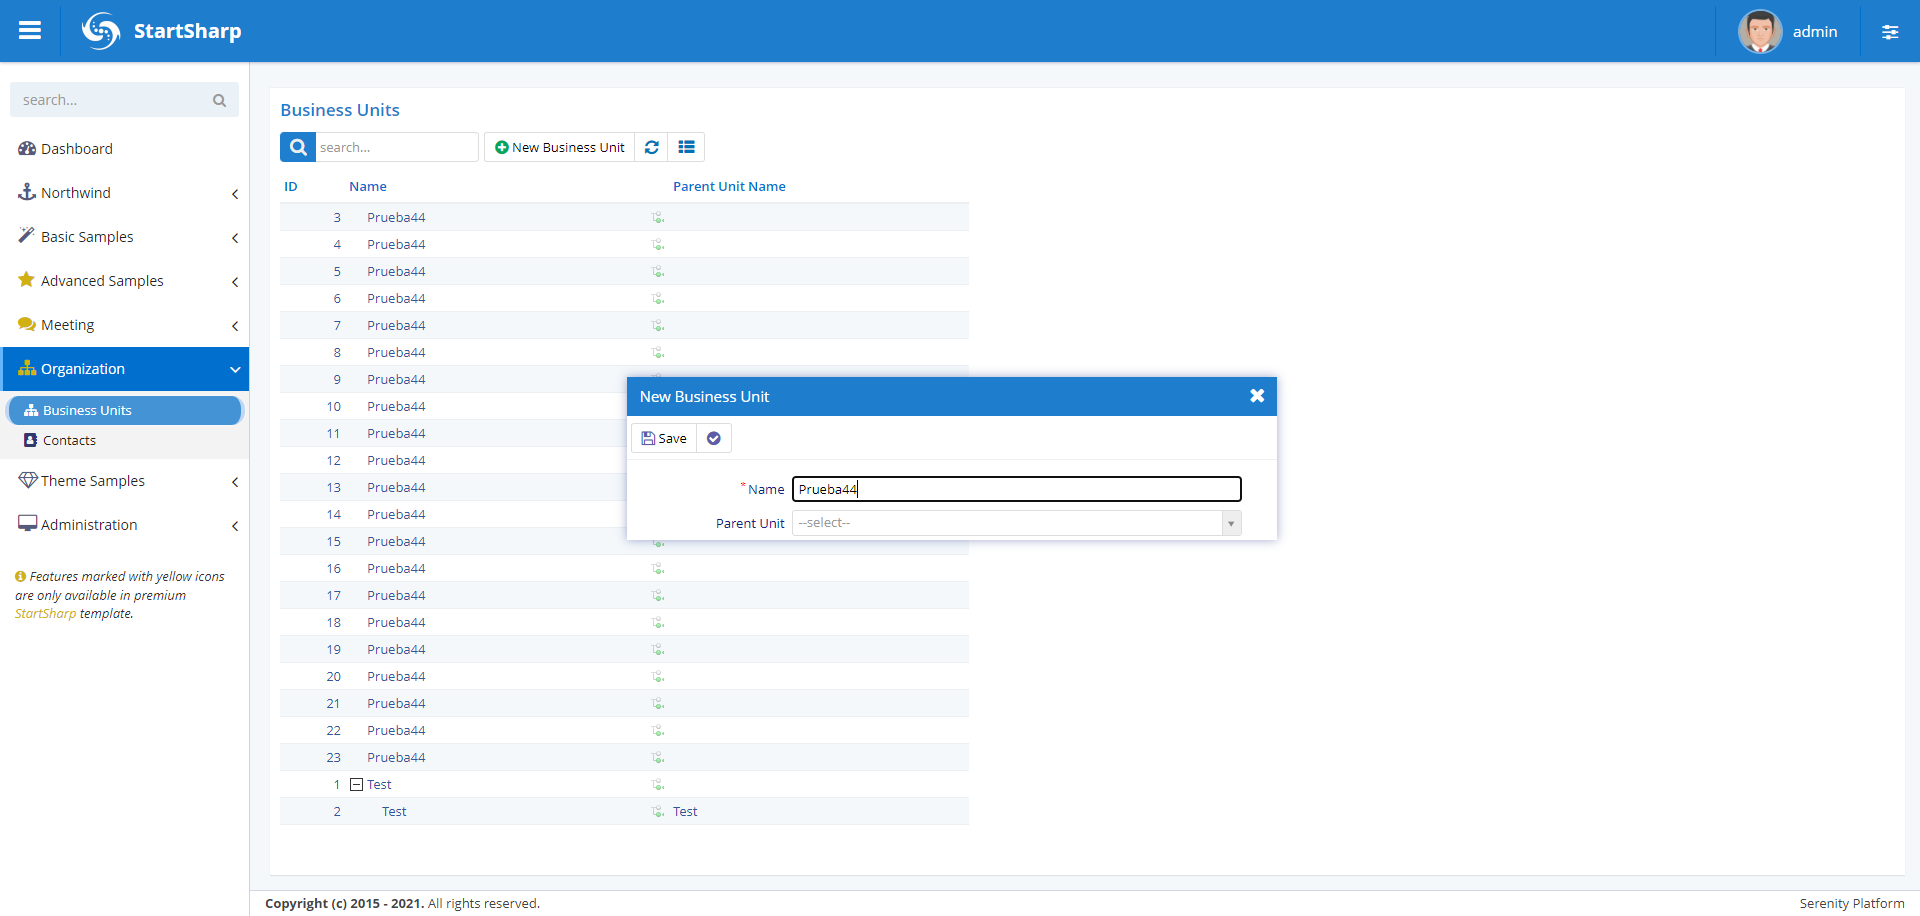 StartSharp
admin
search...
Dashboard
Northwind
Basic Samples
Advanced Samples
Meeting
Organization
Business Units
Contacts
Theme Samples
Administration
Features marked with yellow icons
are only available in premium
StartSharp template.
Business Units
search...
New Business Unit
ID Name Parent Unit Name
3 Prueba44
4 Prueba44
5 Prueba44
6 Prueba44
7 Prueba44
8 Prueba44
9 Prueba44
10 Prueba44
11 Prueba44
12 Prueba44
13 Prueba44
14 Prueba44
15 Prueba44
16 Prueba44
17 Prueba44
18 Prueba44
19 Prueba44
20 Prueba44
21 Prueba44
22 Prueba44
23 Prueba44
1 Test
2 Test Test
New Business Unit
Save
* Name Prueba44
Parent Unit --select--
Copyright (c) 2015 - 2021. All rights reserved.
Serenity Platform